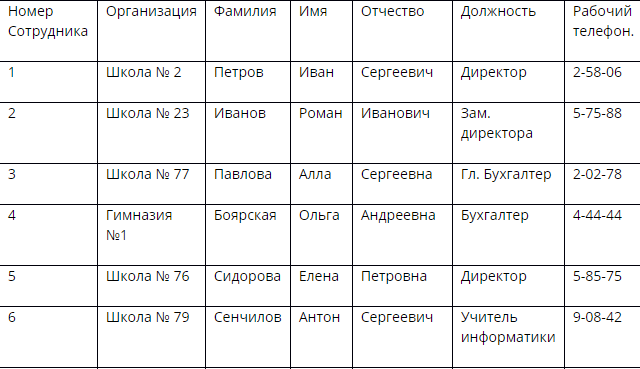 Номер Организация Фамилия Имя Отчество Должность Рабочий
Сотрудника телефон.
1 Школа № 2 Петров Иван Сергеевич Директор 2-58-06
2 Школа № 23 Иванов Роман Иванович Зам. 5-75-88
директора
3 Школа № 77 Павлова Алла Сергеевна Гл. Бухгалтер 2-02-78
4 Гимназия Боярская Ольга Андреевна Бухгалтер 4-44-44
№1
5 Школа № 76 Сидорова Елена Петровна Директор 5-85-75
6 Школа № 79 Сенчилов Антон Сергеевич Учитель 9-08-42
информатики